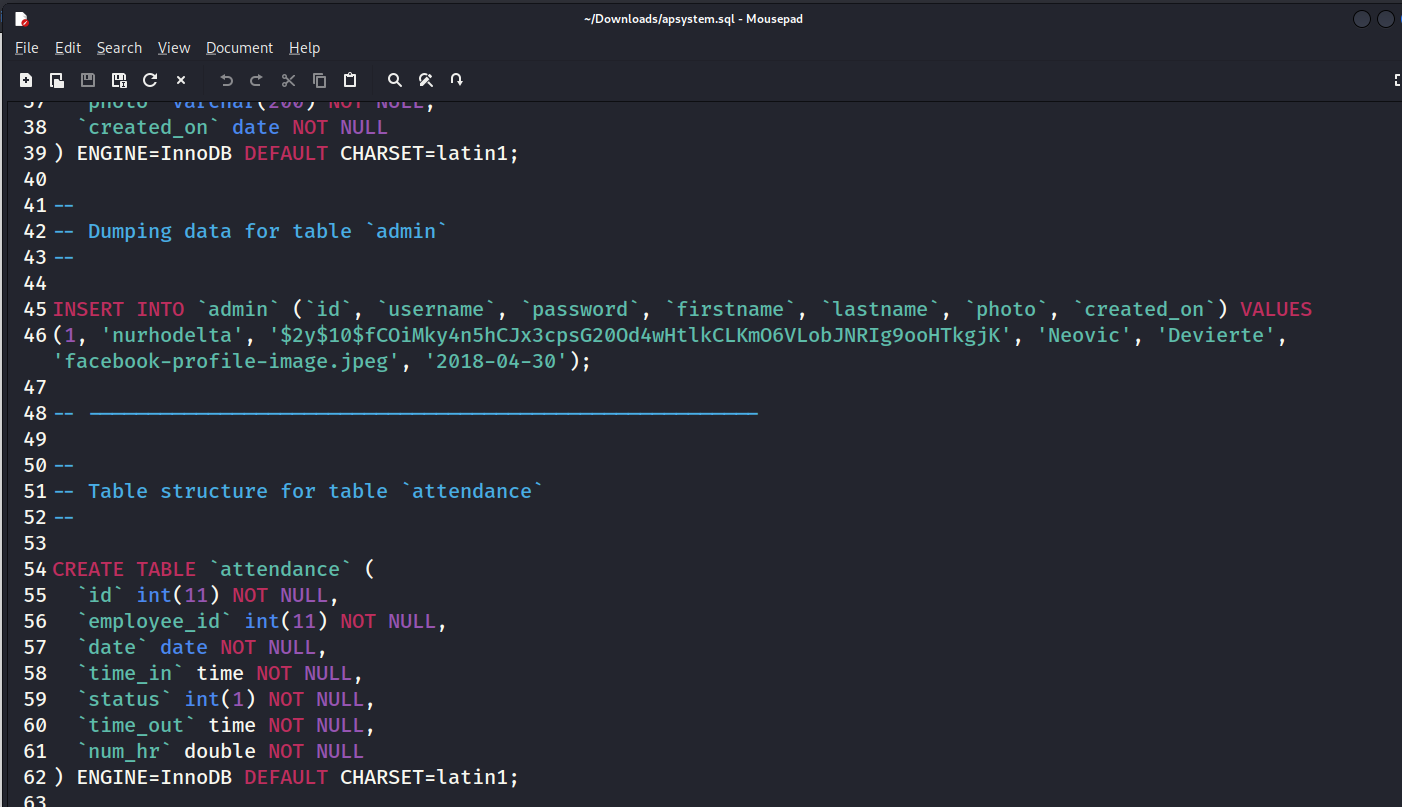 ~/Downloads/apsystem.sql - Mousepad
File Edit Search View Document Help
37   `photo` varchar(200) NOT NULL,
38   `created_on` date NOT NULL
39 ) ENGINE=InnoDB DEFAULT CHARSET=latin1;
40
41 --
42 -- Dumping data for table `admin`
43 --
44
45 INSERT INTO `admin` (`id`, `username`, `password`, `firstname`, `lastname`, `photo`, `created_on`) VALUES
46 (1, 'nurhodelta', '$2y$10$fCOiMky4n5hCJx3cpsG20Od4wHtlkCLKmO6VLobJNRIg9ooHTkgjK', 'Neovic', 'Devierte',
'facebook-profile-image.jpeg', '2018-04-30');
47
48 -- --------------------------------------------------------
49
50 --
51 -- Table structure for table `attendance`
52 --
53
54 CREATE TABLE `attendance` (
55   `id` int(11) NOT NULL,
56   `employee_id` int(11) NOT NULL,
57   `date` date NOT NULL,
58   `time_in` time NOT NULL,
59   `status` int(1) NOT NULL,
60   `time_out` time NOT NULL,
61   `num_hr` double NOT NULL
62 ) ENGINE=InnoDB DEFAULT CHARSET=latin1;
63